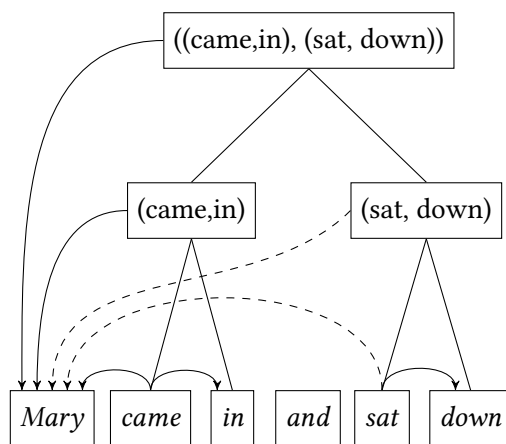 ((came,in), (sat, down))
(came,in) (sat, down)
Mary came in and sat down